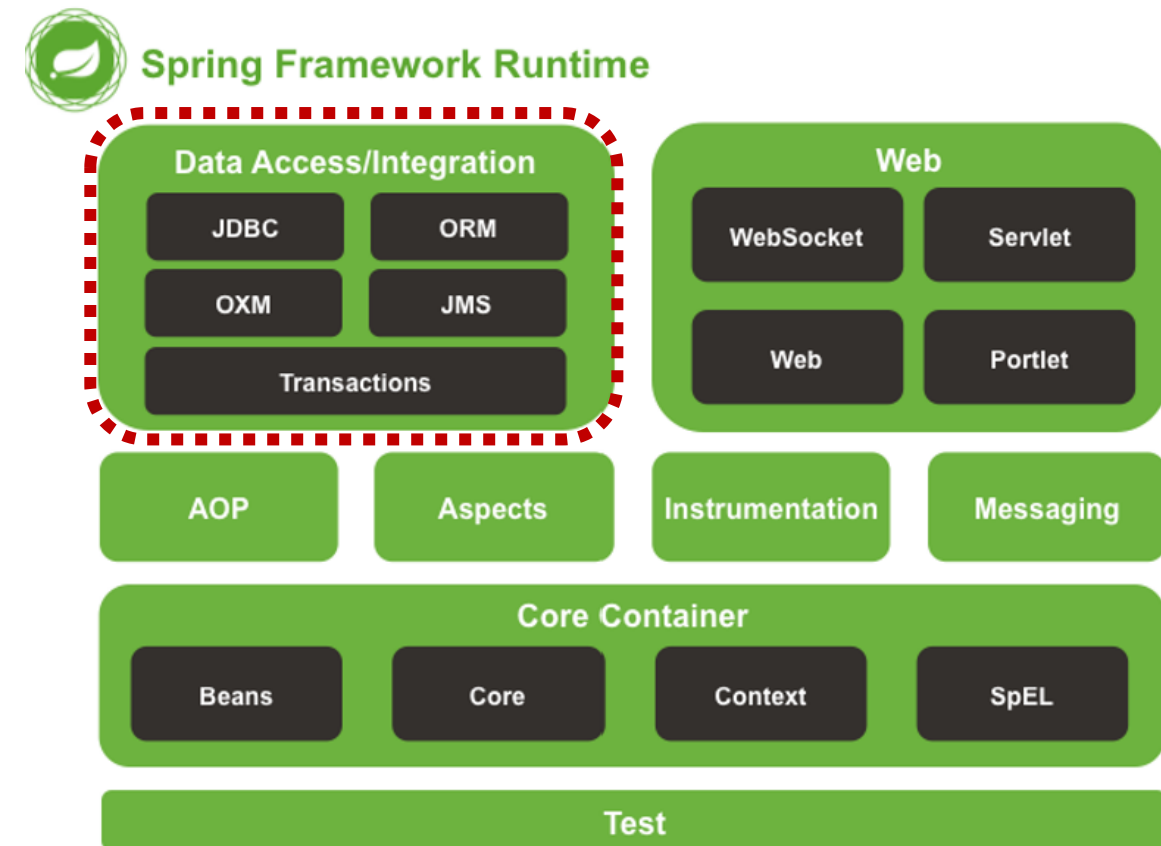 Spring Framework Runtime
Data Access/Integration
JDBC
ORM
OXM
JMS
Transactions
Web
WebSocket
Servlet
Web
Portlet
AOP
Aspects
Instrumentation
Messaging
Core Container
Beans
Core
Context
SpEL
Test